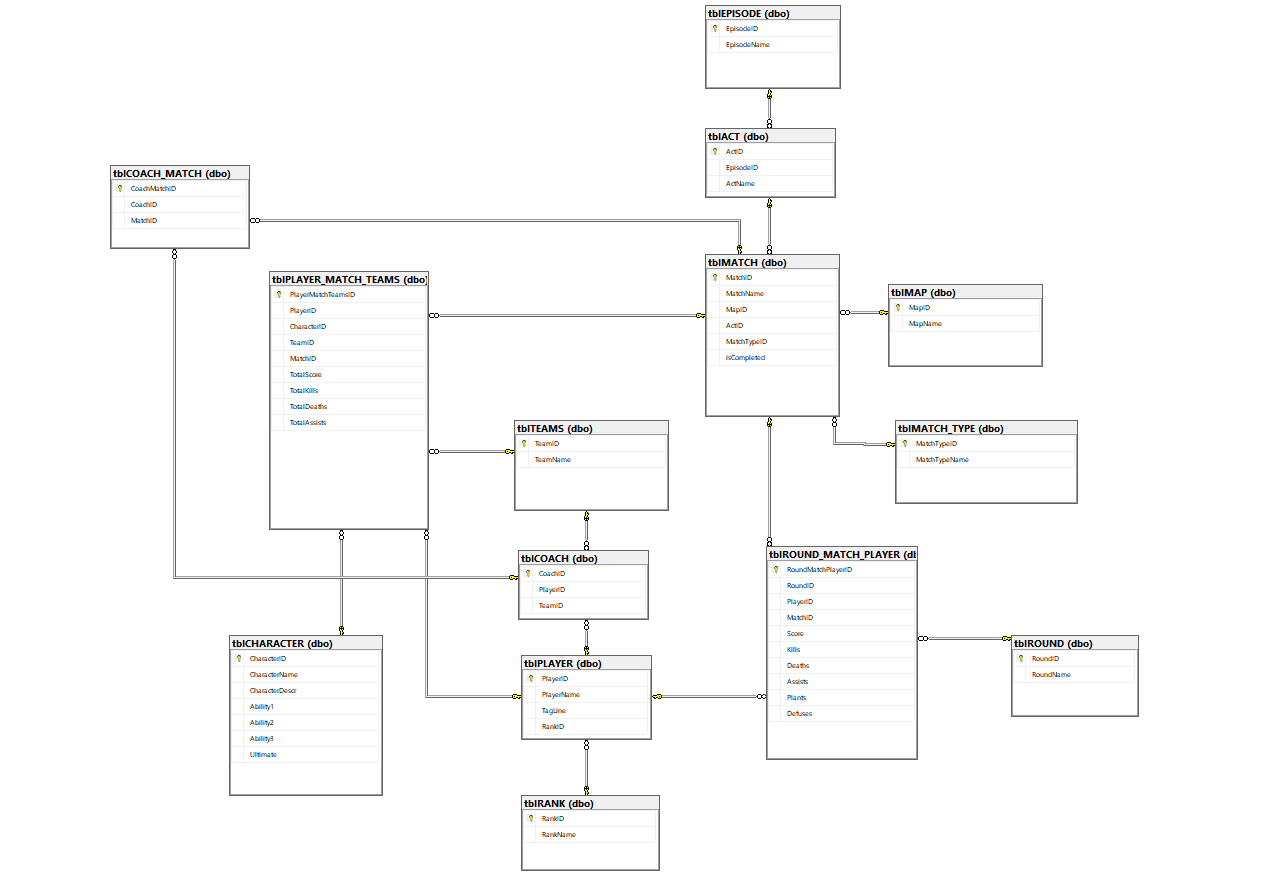 tblEPISODE (dbo)
EpisodeID
EpisodeName
tblACT (dbo)
ActID
EpisodeID
ActName
tblCOACH_MATCH (dbo)
CoachMatchID
CoachID
MatchID
tblPLAYER_MATCH_TEAMS (dbo)
PlayerMatchTeamsID
PlayerID
CharacterID
TeamID
MatchID
TotalScore
TotalKills
TotalDeaths
TotalAssists
tblMATCH (dbo)
MatchID
MatchName
MapID
ActID
MatchTypeID
isCompleted
tblMAP (dbo)
MapID
MapName
tblTEAMS (dbo)
TeamID
TeamName
tblMATCH_TYPE (dbo)
MatchTypeID
MatchTypeName
tblCOACH (dbo)
CoachID
PlayerID
TeamID
tblROUND_MATCH_PLAYER (db
RoundMatchPlayerID
RoundID
PlayerID
MatchID
Score
Kills
Deaths
Assists
Plants
Defuses
tblCHARACTER (dbo)
CharacterID
CharacterName
CharacterDescr
Ability1
Ability2
Ability3
Ultimate
tblPLAYER (dbo)
PlayerID
PlayerName
TagLine
RankID
tblROUND (dbo)
RoundID
RoundName
tblRANK (dbo)
RankID
RankName